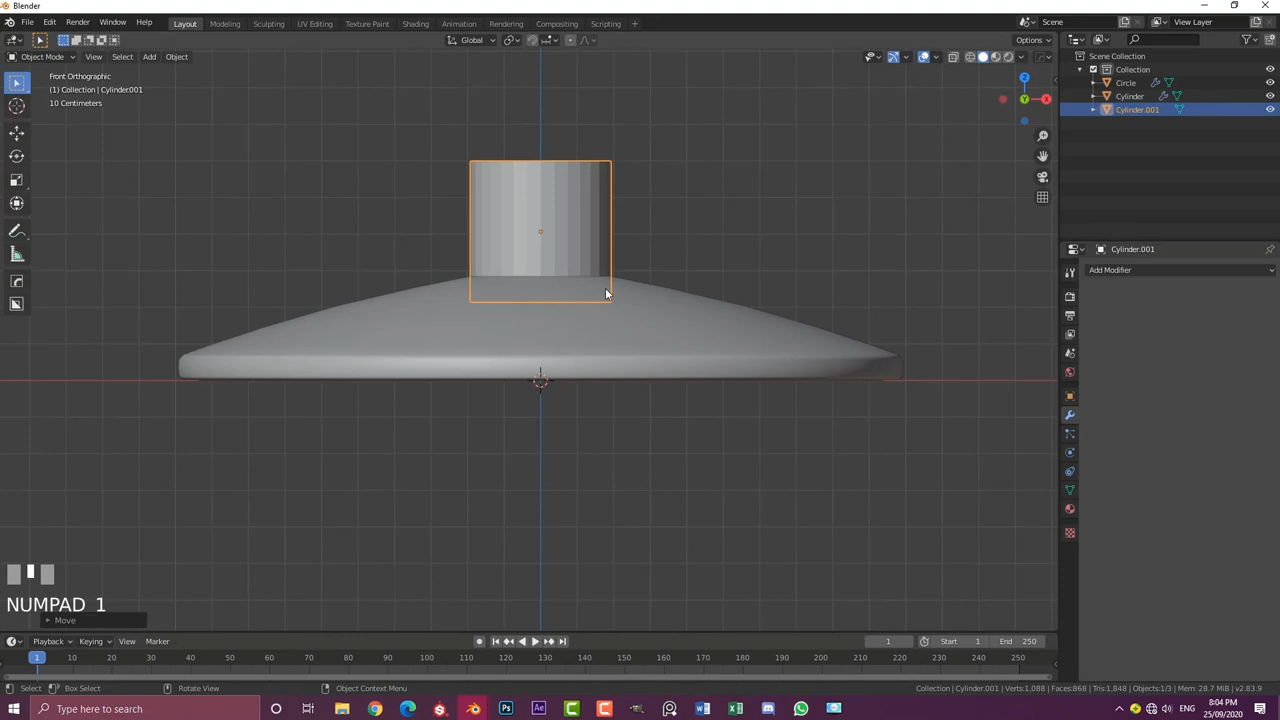 Blender
File Edit Render Window Help Layout Modeling Sculpting UV Editing Texture Paint Shading Animation Rendering Compositing Scripting + Scene View Layer
Global Options
Object Mode View Select Add Object
Front Orthographic
(1) Collection | Cylinder.001
10 Centimeters
Z
Y
X
Scene Collection
Collection
Circle
Cylinder
Cylinder.001
Cylinder.001
Add Modifier
NUMPAD 1
Move
Playback Keying View Marker 1 Start 1 End 250
1 10 20 30 40 50 60 70 80 90 100 110 120 130 140 150 160 170 180 190 200 210 220 230 240 250
Select Box Select Rotate View Object Context Menu Collection | Cylinder.001 | Verts:1,088 | Faces:868 | Tris:1,848 | Objects:1/3 | Mem: 28.7 MiB | v2.83.9
Type here to search ENG 8:04 PM
25/09/2020